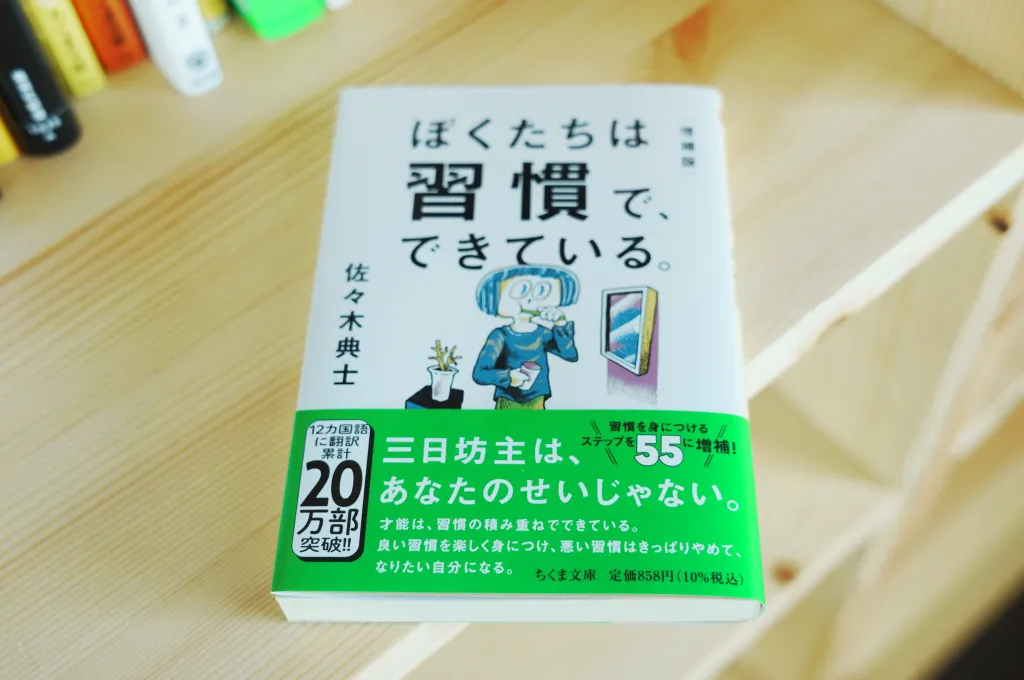 ぼくたちは
習慣で、
できている。
増補版
佐々木典士
12カ国語
に翻訳
累計
20
万部
突破!!
習慣を身につける
ステップを55に増補!
三日坊主は、
あなたのせいじゃない。
才能は、習慣の積み重ねでできている。
良い習慣を楽しく身につけ、悪い習慣はきっぱりやめて、
なりたい自分になる。
ちくま文庫 定価858円(10%税込)